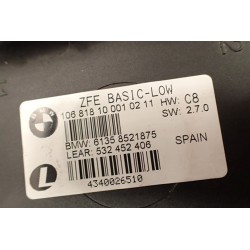 ZFE BASIC-LOW
106 818 10 001 02 11 HW: C8
SW: 2.7.0
BMW: 6135 8521875
LEAR: 532 452 406 SPAIN
L
4340026510